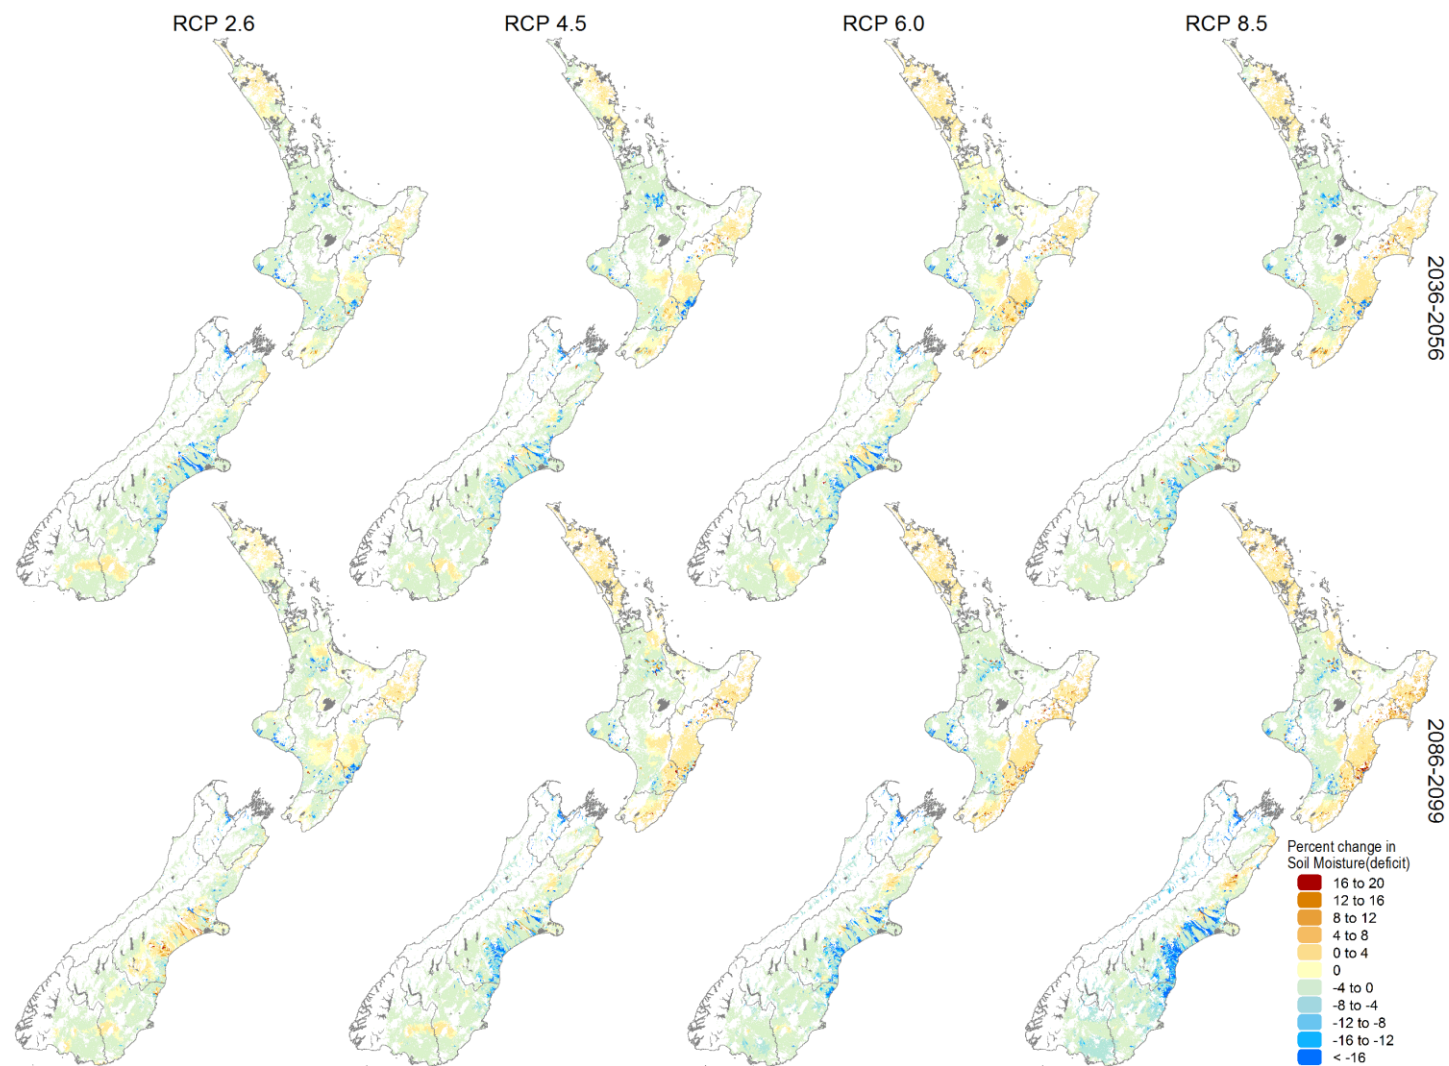 RCP 2.6
RCP 4.5
RCP 6.0
RCP 8.5
2036-2056
2086-2099
Percent change in
Soil Moisture(deficit)
16 to 20
12 to 16
8 to 12
4 to 8
0 to 4
0
-4 to 0
-8 to -4
-12 to -8
-16 to -12
< -16